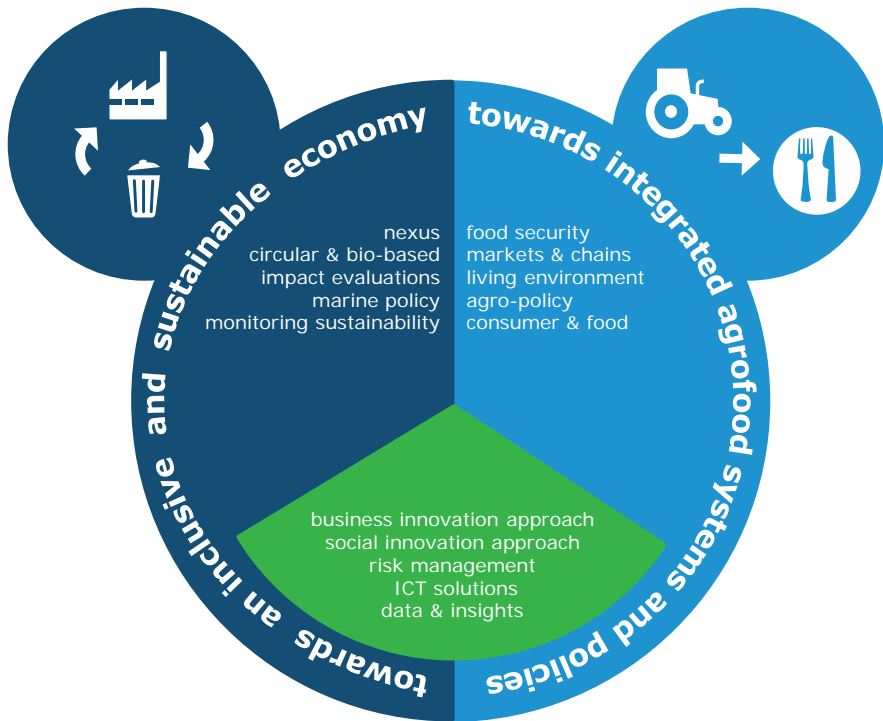 towards an inclusive and sustainable economy
towards integrated agrofood systems and policies
nexus
circular & bio-based
impact evaluations
marine policy
monitoring sustainability
food security
markets & chains
living environment
agro-policy
consumer & food
business innovation approach
social innovation approach
risk management
ICT solutions
data & insights